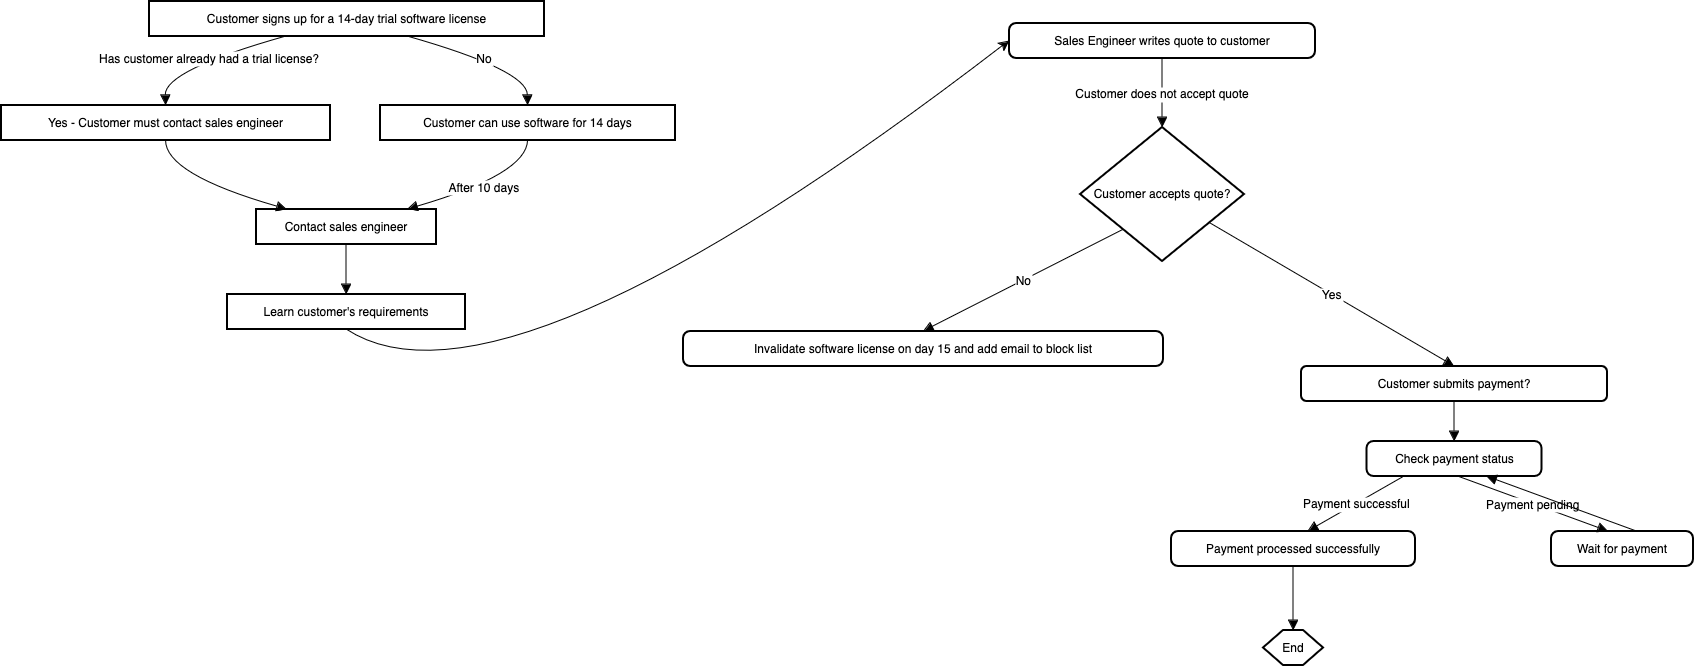 Customer signs up for a 14-day trial software license
Has customer already had a trial license?
No
Yes - Customer must contact sales engineer
Customer can use software for 14 days
After 10 days
Contact sales engineer
Learn customer's requirements
Sales Engineer writes quote to customer
Customer does not accept quote
Customer accepts quote?
No
Yes
Invalidate software license on day 15 and add email to block list
Customer submits payment?
Check payment status
Payment successful
Payment pending
Payment processed successfully
Wait for payment
End